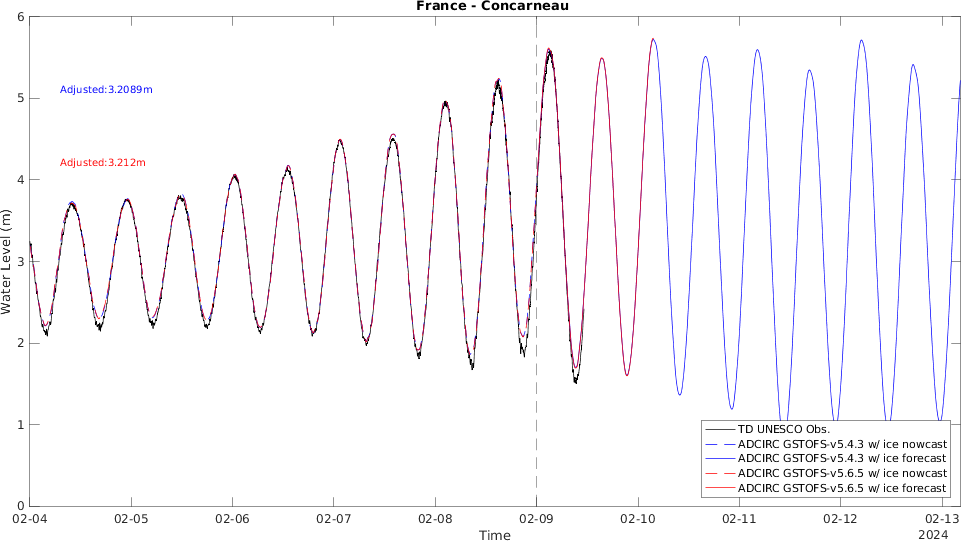 France - Concarneau
6
5
4
3
2
1
0
Water Level (m)
Adjusted:3.2089m
Adjusted:3.212m
TD UNESCO Obs.
ADCIRC GSTOFS-v5.4.3 w/ ice nowcast
ADCIRC GSTOFS-v5.4.3 w/ ice forecast
ADCIRC GSTOFS-v5.6.5 w/ ice nowcast
ADCIRC GSTOFS-v5.6.5 w/ ice forecast
02-04 02-05 02-06 02-07 02-08 02-09 02-10 02-11 02-12 02-13
Time
2024